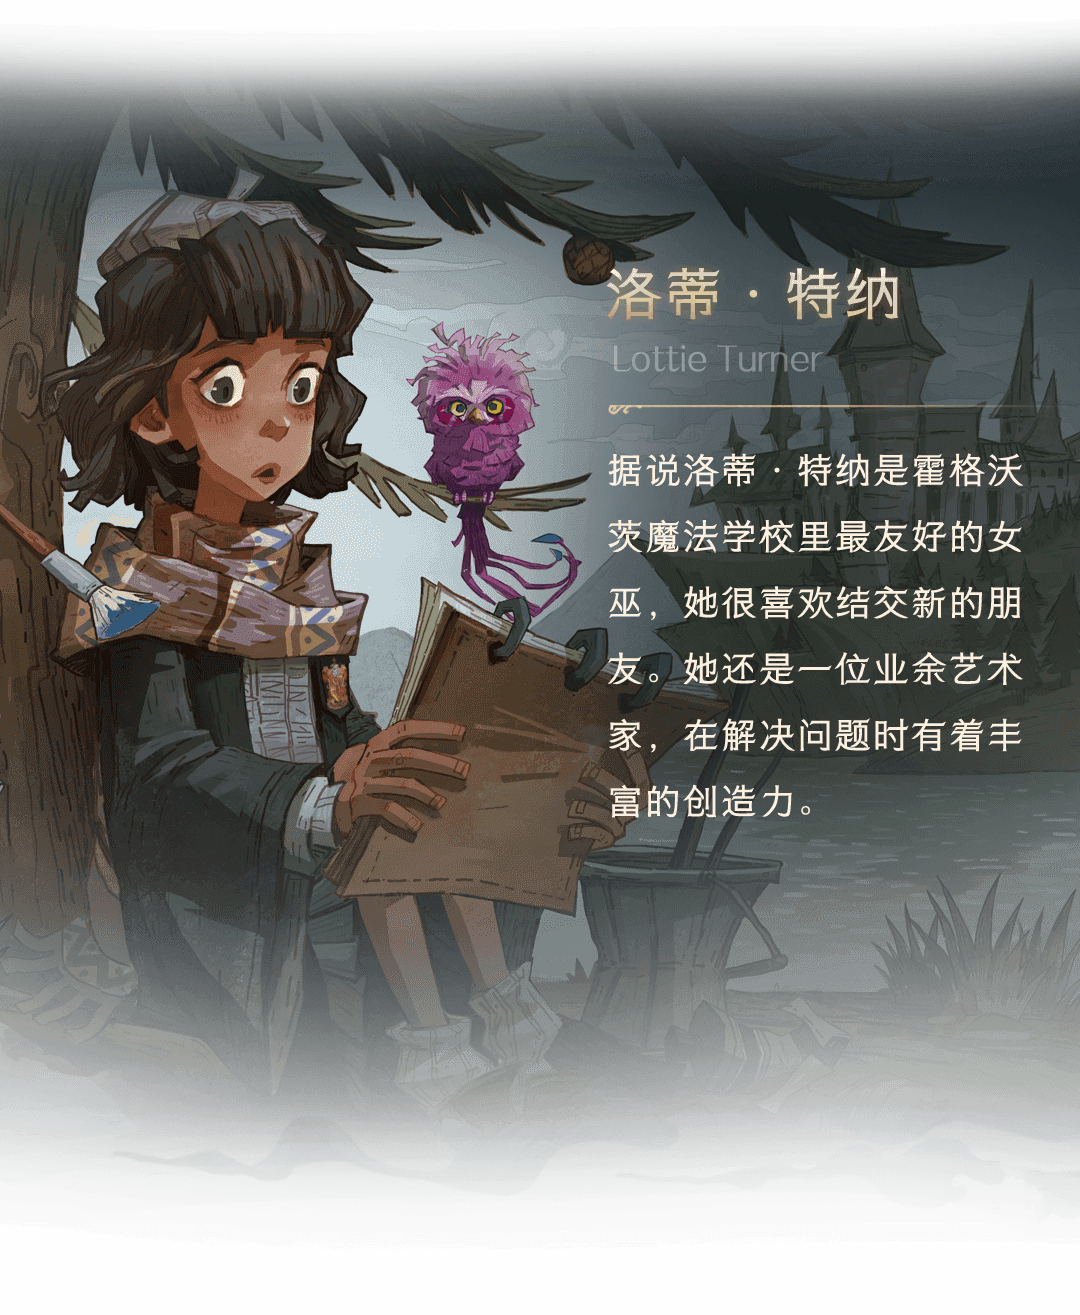 洛蒂·特纳
Lottie Turner
据说洛蒂·特纳是霍格沃
茨魔法学校里最友好的女
巫，她很喜欢结交新的朋
友。她还是一位业余艺术
家，在解决问题时有着丰
富的创造力。